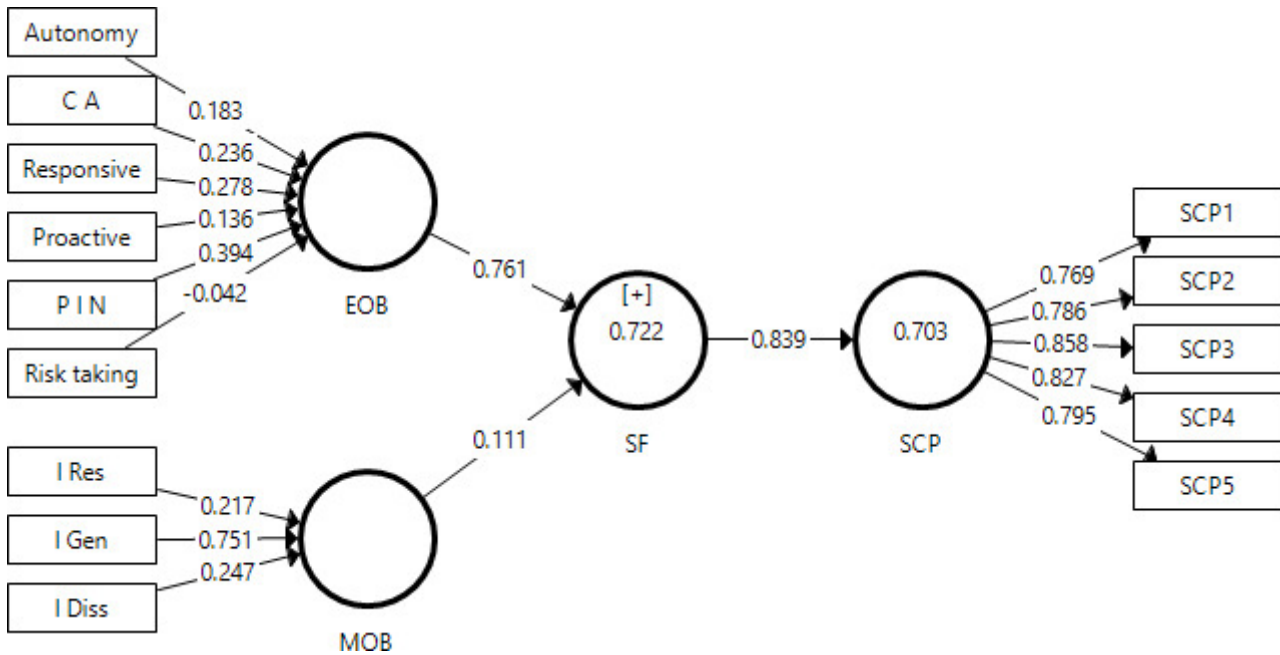 Autonomy
C A
Responsive
Proactive
P I N
Risk taking
0.183
0.236
0.278
0.136
0.394
-0.042
EOB
0.761
I Res
I Gen
I Diss
0.217
0.751
0.247
MOB
0.111
[+]
0.722
SF
0.839
0.703
SCP
0.769
0.786
0.858
0.827
0.795
SCP1
SCP2
SCP3
SCP4
SCP5